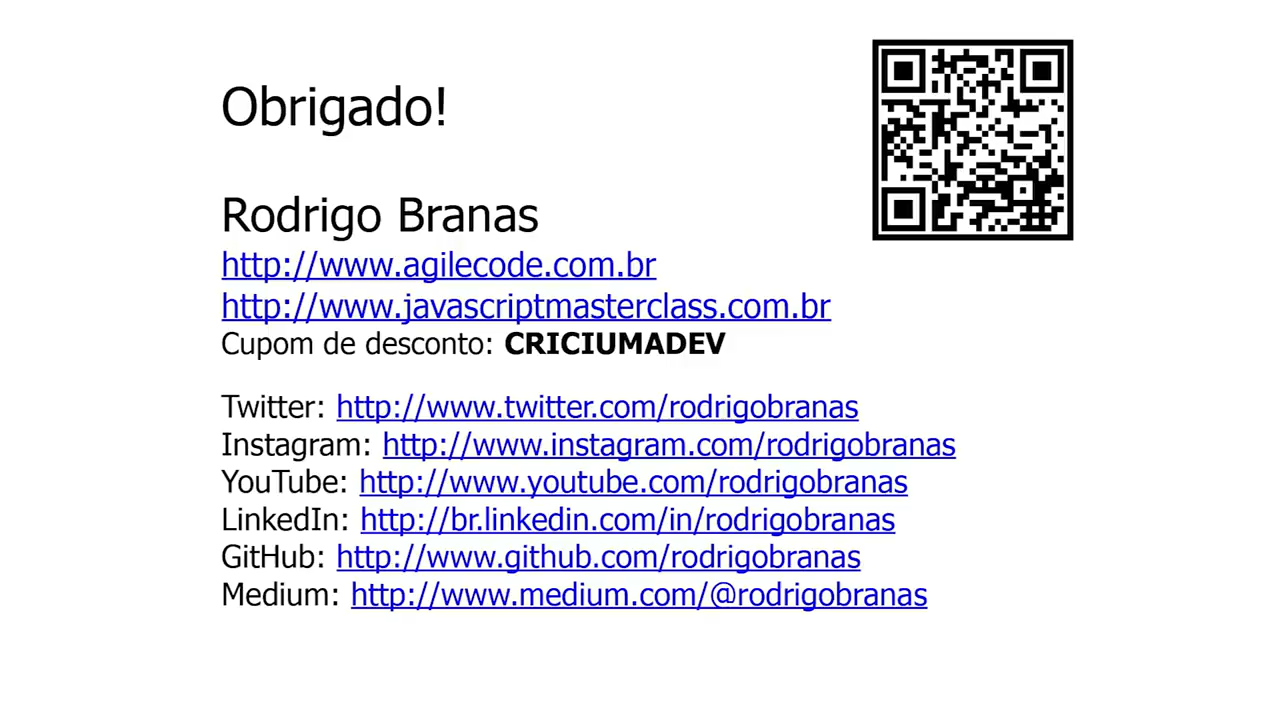 Obrigado!
Rodrigo Branas
http://www.agilecode.com.br
http://www.javascriptmasterclass.com.br
Cupom de desconto: CRICIUMADEV
Twitter: http://www.twitter.com/rodrigobranas
Instagram: http://www.instagram.com/rodrigobranas
YouTube: http://www.youtube.com/rodrigobranas
LinkedIn: http://br.linkedin.com/in/rodrigobranas
GitHub: http://www.github.com/rodrigobranas
Medium: http://www.medium.com/@rodrigobranas